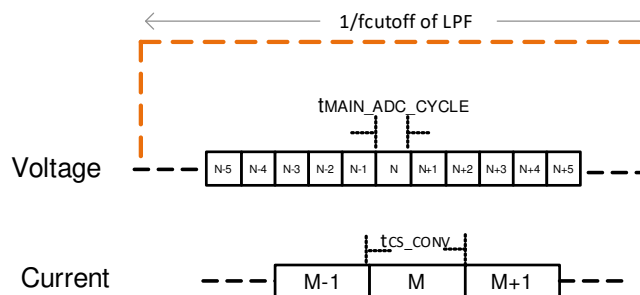 1/fcutoff of LPF
tMAIN_ADC_CYCLE
Voltage N-5 N-4 N-3 N-2 N-1 N N+1 N+2 N+3 N+4 N+5
tCS_CONV
Current M-1 M M+1